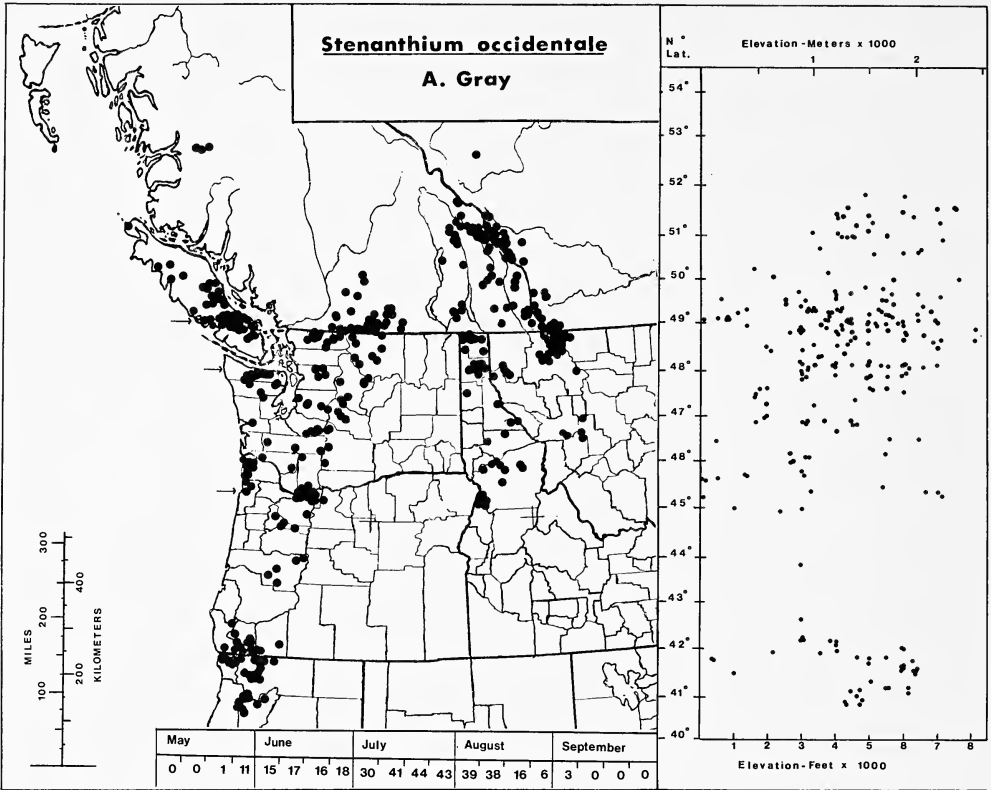 Stenanthium occidentale
A. Gray
N °
Lat.
Elevation-Meters x 1000
1 2
54°
53°
52°
51°
50°
49°
48°
47°
46°
45°
44°
43°
42°
41°
40°
1 2 3 4 5 6 7 8
Elevation-Feet x 1000
MILES
100 200 300
KILOMETERS
200 400
May June July August September
0 0 1 11 15 17 16 18 30 41 44 43 39 38 16 6 3 0 0 0